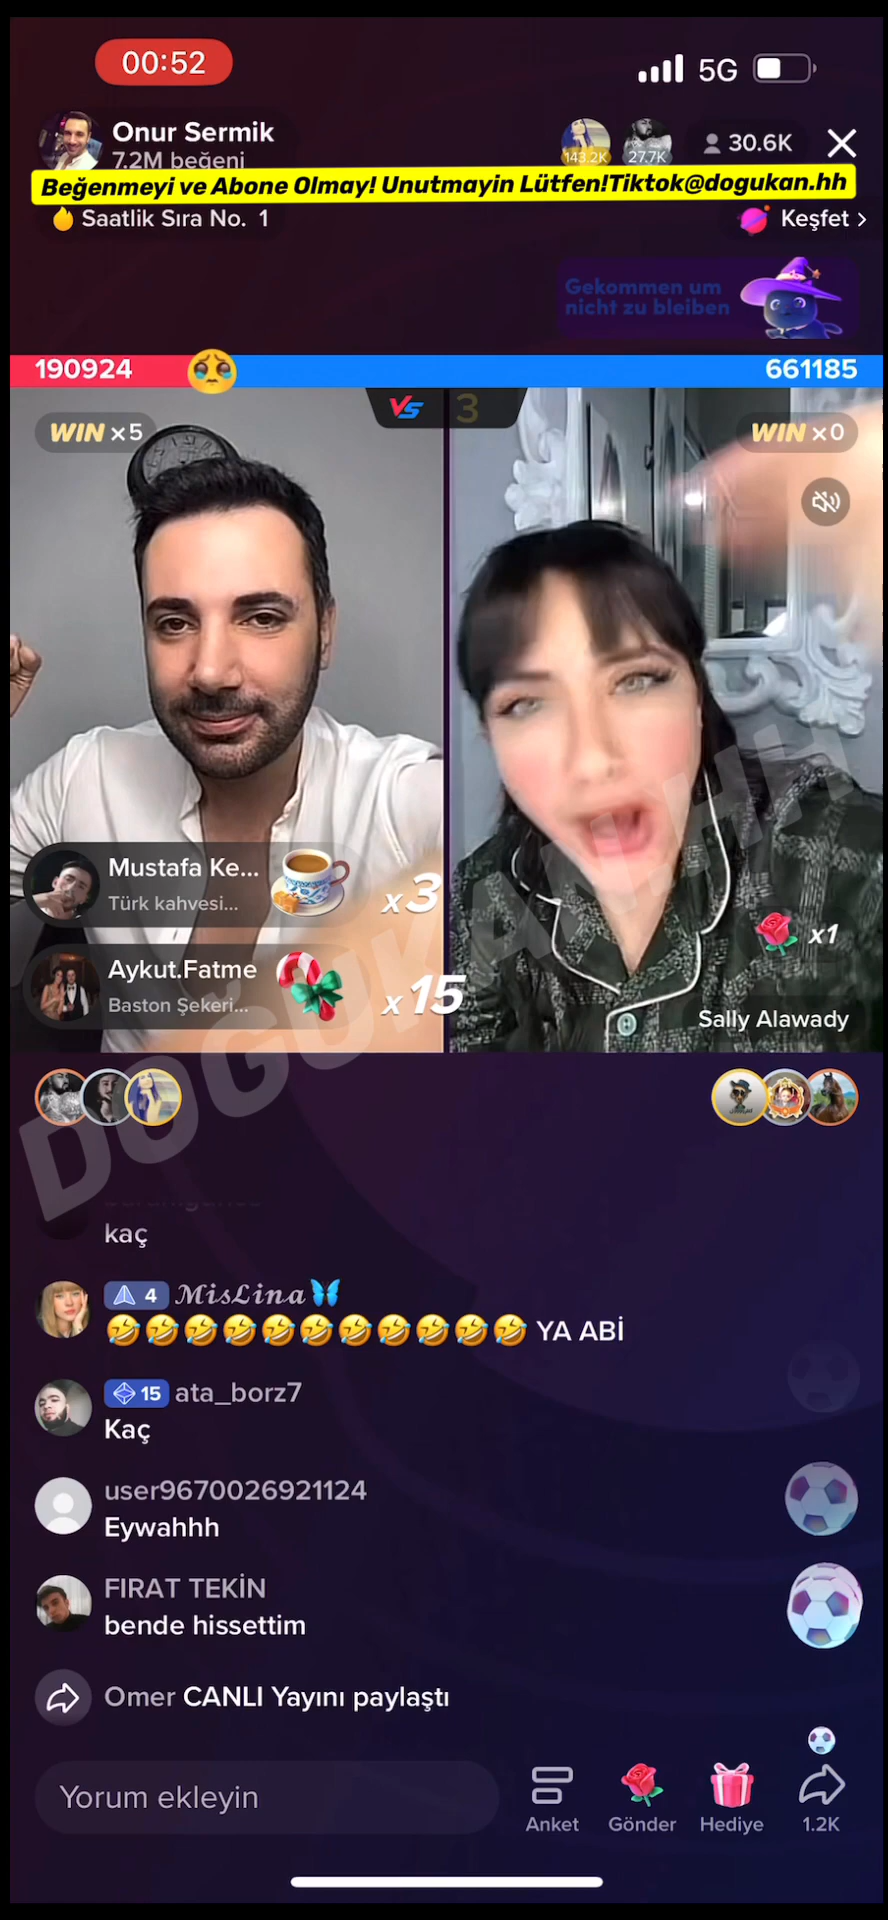 00:52
5G
Onur Sermik
7.2M beğeni
143.2K
27.7K
30.6K
Beğenmeyi ve Abone Olmay! Unutmayin Lütfen!Tiktok@dogukan.hh
Saatlik Sıra No. 1
Keşfet
Gekommen um
nicht zu bleiben
190924
661185
VS
3
WIN x5
WIN x0
Mustafa Ke...
Türk kahvesi...
x3
Aykut.Fatme
Baston Şekeri...
x15
x1
Sally Alawady
DOĞUKAN.HH
kaç
4 MisLina🦋
🤣🤣🤣🤣🤣🤣🤣🤣🤣🤣🤣 YA ABİ
15 ata_borz7
Kaç
user9670026921124
Eywahhh
FIRAT TEKİN
bende hissettim
Omer CANLI Yayını paylaştı
Yorum ekleyin
Anket
Gönder
Hediye
1.2K